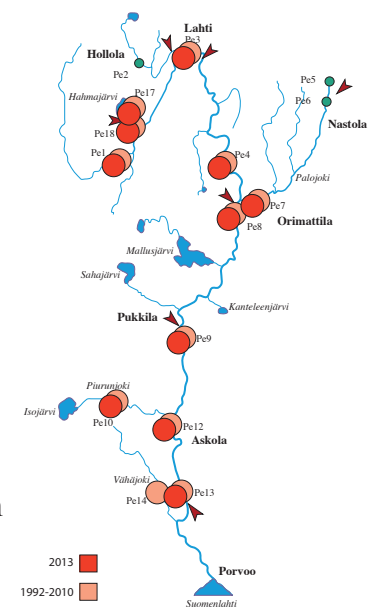 Lahti
Pe3
Hollola
Pe2
Pe5
Pe6
Nastola
Hahmajärvi
Pe17
Pe18
Pe1
Pe4
Palojoki
Pe7
Pe8
Orimattila
Mallusjärvi
Sahajärvi
Kanteleenjärvi
Pukkila
Pe9
Piurunjoki
Isojärvi
Pe10
Pe12
Askola
Vähäjoki
Pe14
Pe13
2013
1992-2010
Porvoo
Suomenlahti